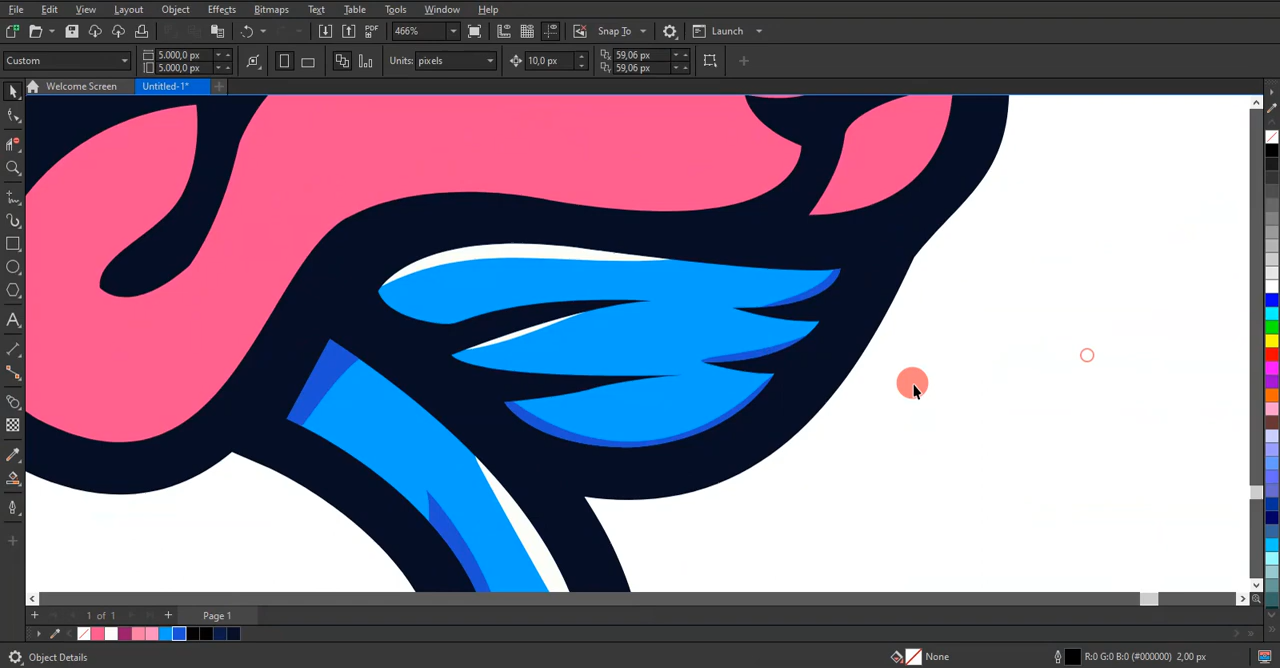 File Edit View Layout Object Effects Bitmaps Text Table Tools Window Help
PDF 466% Snap To Launch
Custom 5.000,0 px 5.000,0 px Units: pixels 10,0 px 59,06 px 59,06 px
Welcome Screen Untitled-1*
1 of 1 Page 1
Object Details None R:0 G:0 B:0 (#000000) 2,00 px